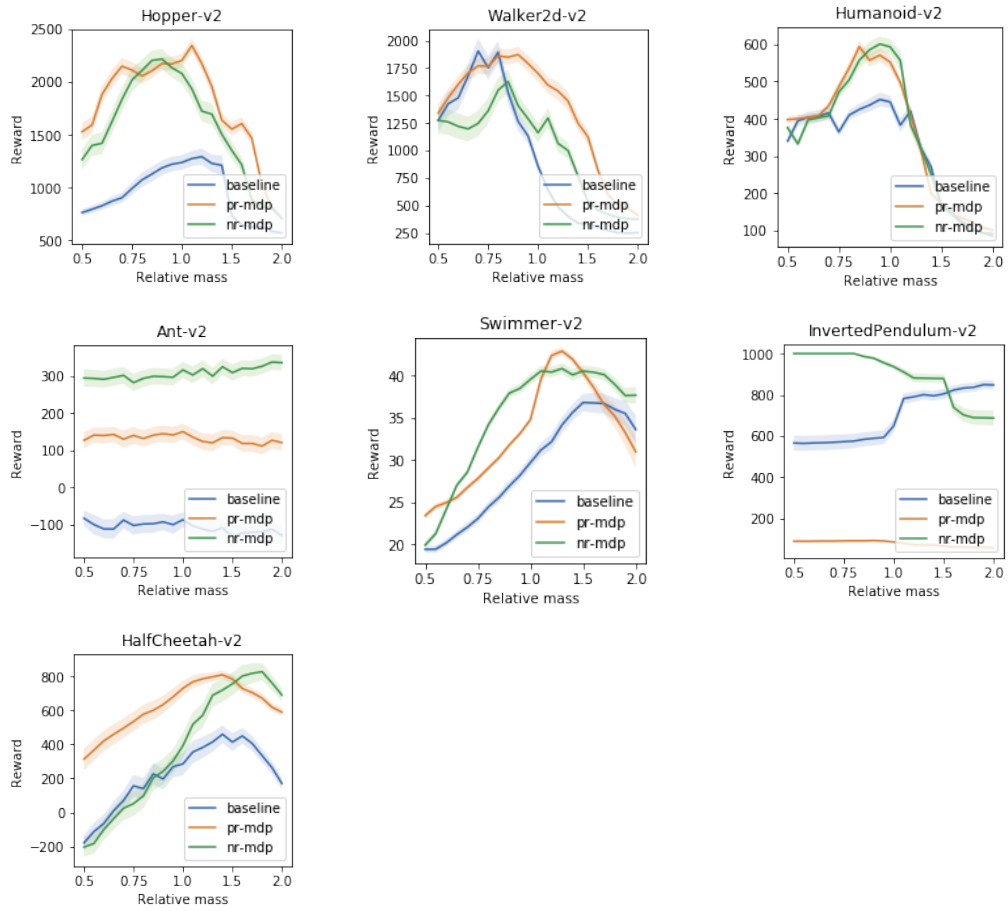 Hopper-v2
2500
2000
1500
1000
500
Reward
0.5 0.75 1.0 1.5 2.0
Relative mass
baseline
pr-mdp
nr-mdp
Walker2d-v2
2000
1750
1500
1250
1000
750
500
250
Reward
0.5 0.75 1.0 1.5 2.0
Relative mass
baseline
pr-mdp
nr-mdp
Humanoid-v2
600
500
400
300
200
100
Reward
0.5 0.75 1.0 1.5 2.0
Relative mass
baseline
pr-mdp
nr-mdp
Ant-v2
300
200
100
0
−100
Reward
0.5 0.75 1.0 1.5 2.0
Relative mass
baseline
pr-mdp
nr-mdp
Swimmer-v2
40
35
30
25
20
Reward
0.5 0.75 1.0 1.5 2.0
Relative mass
baseline
pr-mdp
nr-mdp
InvertedPendulum-v2
1000
800
600
400
200
Reward
0.5 0.75 1.0 1.5 2.0
Relative mass
baseline
pr-mdp
nr-mdp
HalfCheetah-v2
800
600
400
200
0
−200
Reward
0.5 0.75 1.0 1.5 2.0
Relative mass
baseline
pr-mdp
nr-mdp